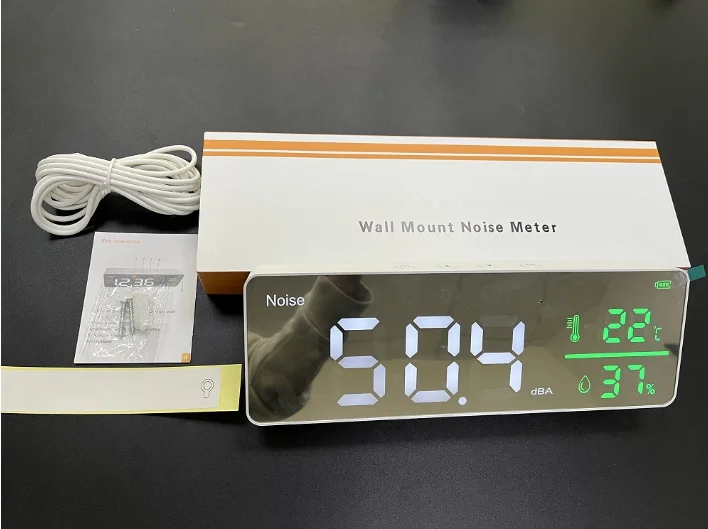 Wall Mount Noise Meter
Noise
50.4
dBA
22
°C
37
%
12:36